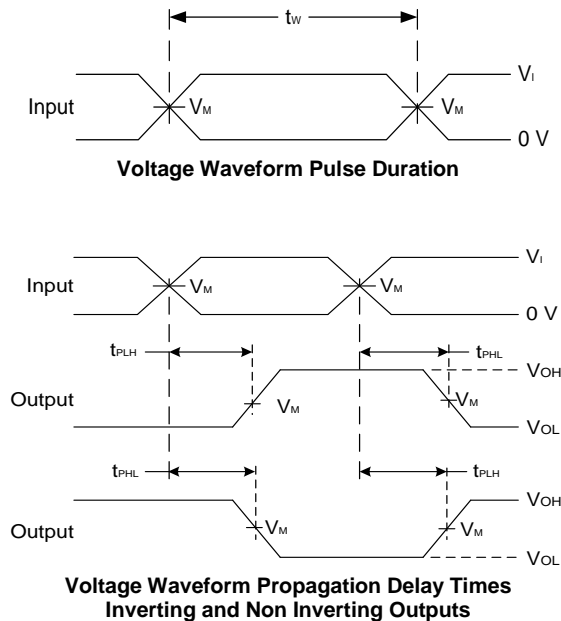 tW
VI
Input VM VM
0 V
Voltage Waveform Pulse Duration
VI
Input VM VM
0 V
tPLH tPHL
VOH
Output VM VM
VOL
tPHL tPLH
VOH
Output VM VM
VOL
Voltage Waveform Propagation Delay Times
Inverting and Non Inverting Outputs